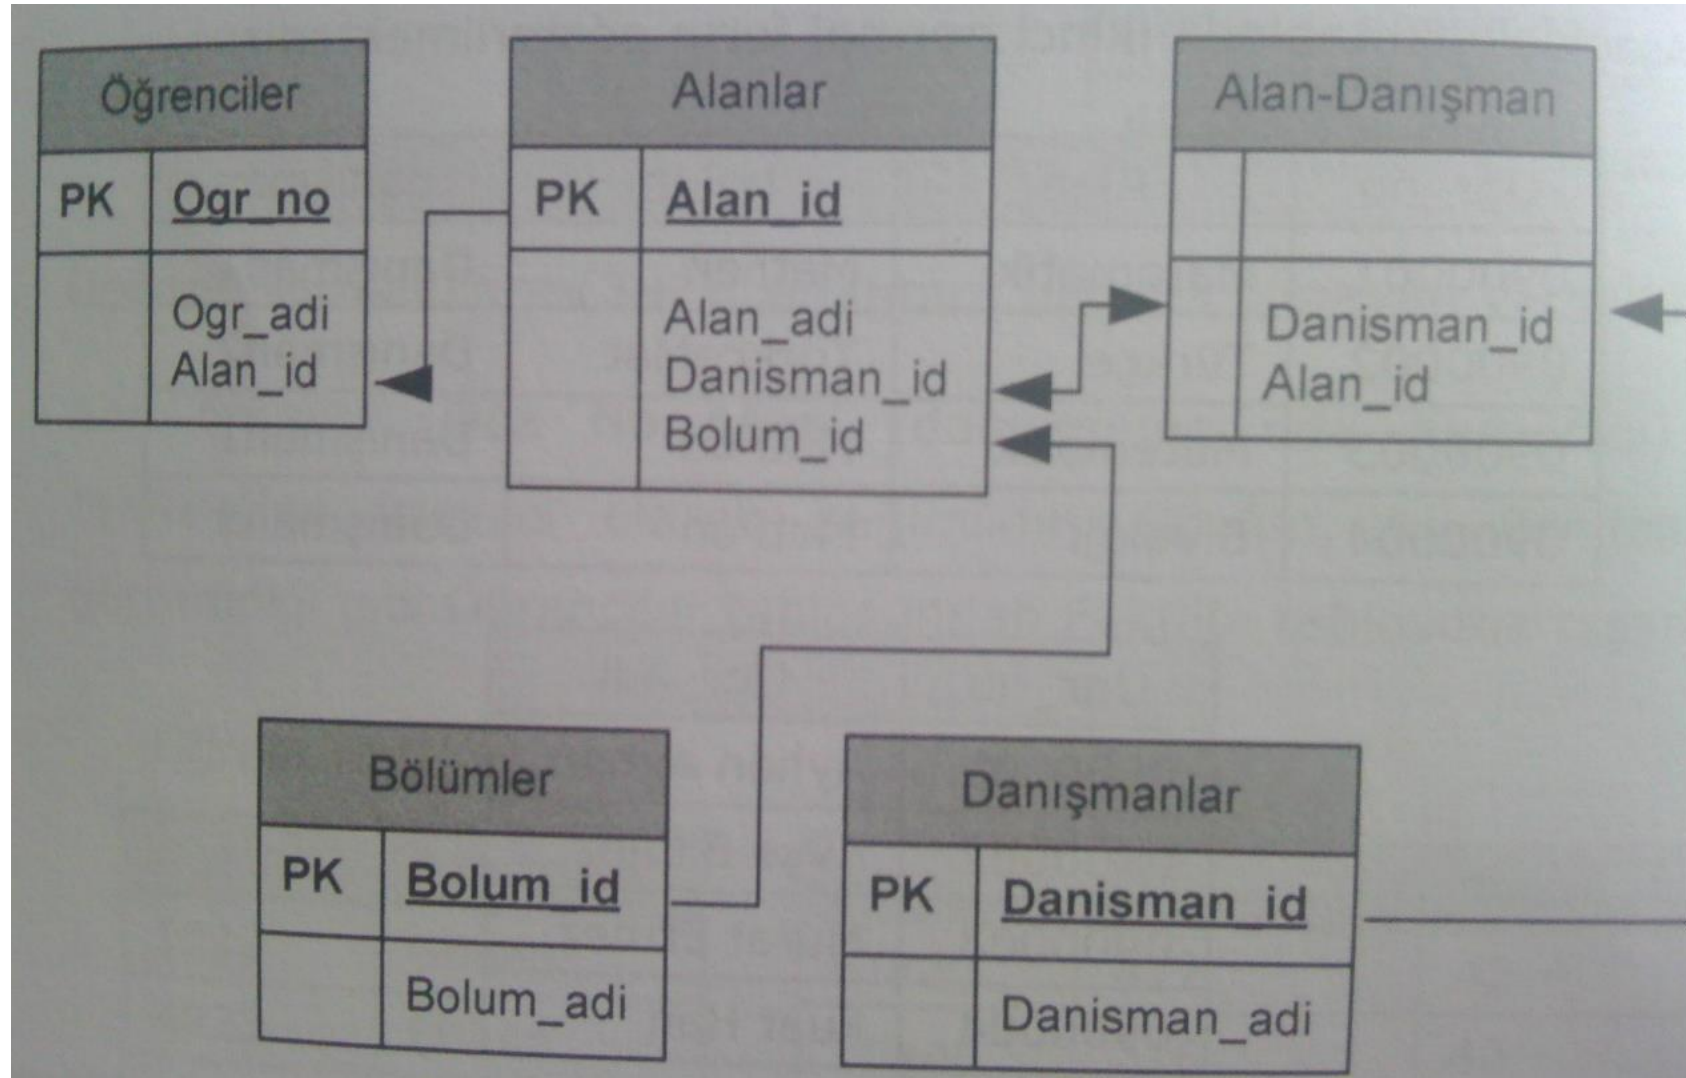 Öğrenciler
PK Ogr_no
Ogr_adi
Alan_id
Alanlar
PK Alan_id
Alan_adi
Danisman_id
Bolum_id
Alan-Danışman
Danisman_id
Alan_id
Bölümler
PK Bolum_id
Bolum_adi
Danışmanlar
PK Danisman_id
Danisman_adi